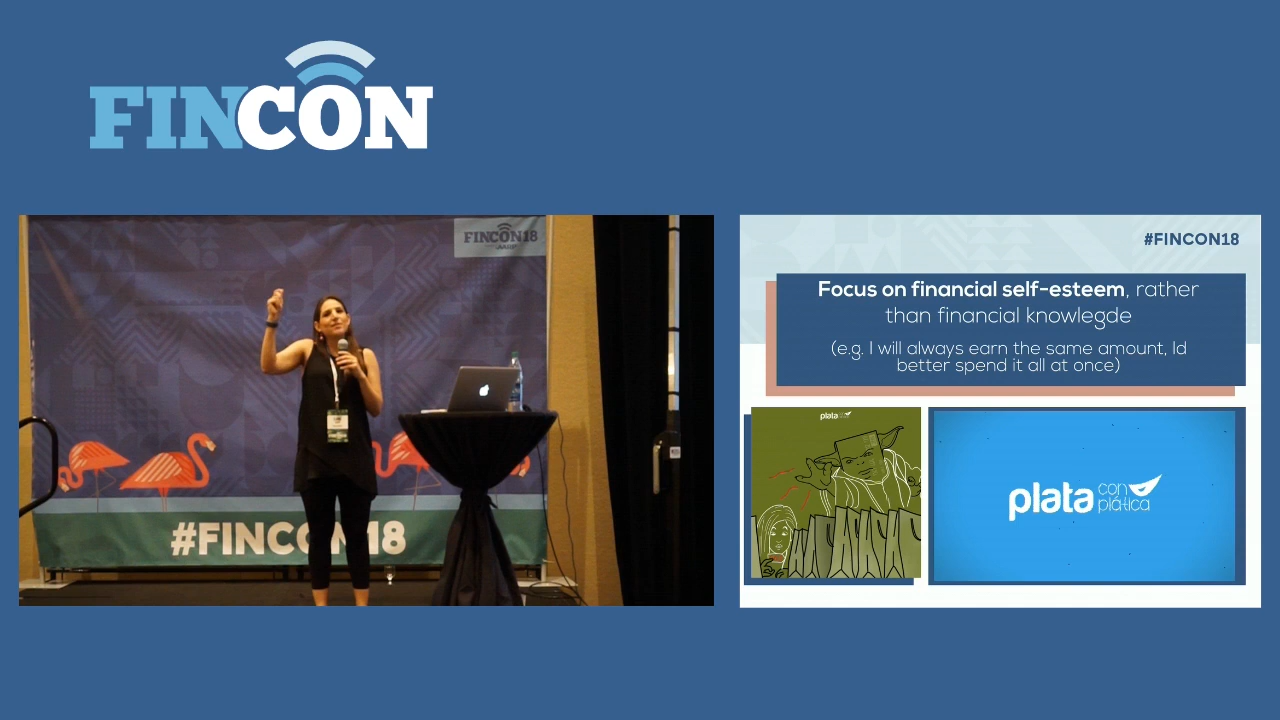 FINCON
FINCON18
#FINCON18
#FINCON18
Focus on financial self-esteem, rather
than financial knowlegde
(e.g. I will always earn the same amount, Id
better spend it all at once)
plata
plata con
plática